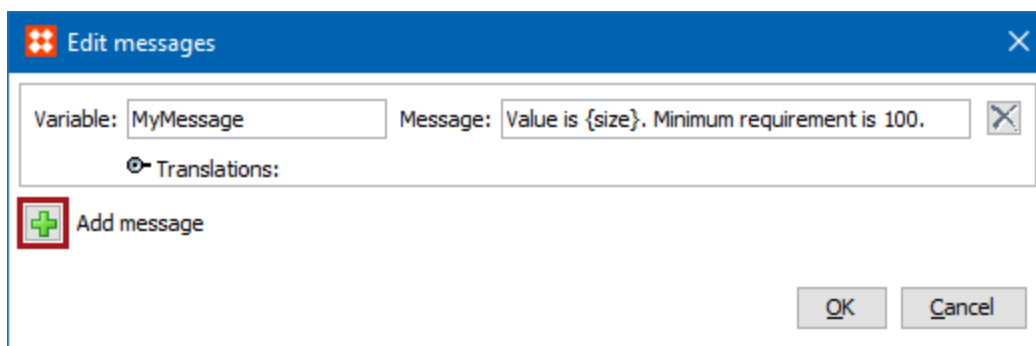 Edit messages
Variable: MyMessage Message: Value is {size}. Minimum requirement is 100.
Translations:
Add message
OK Cancel